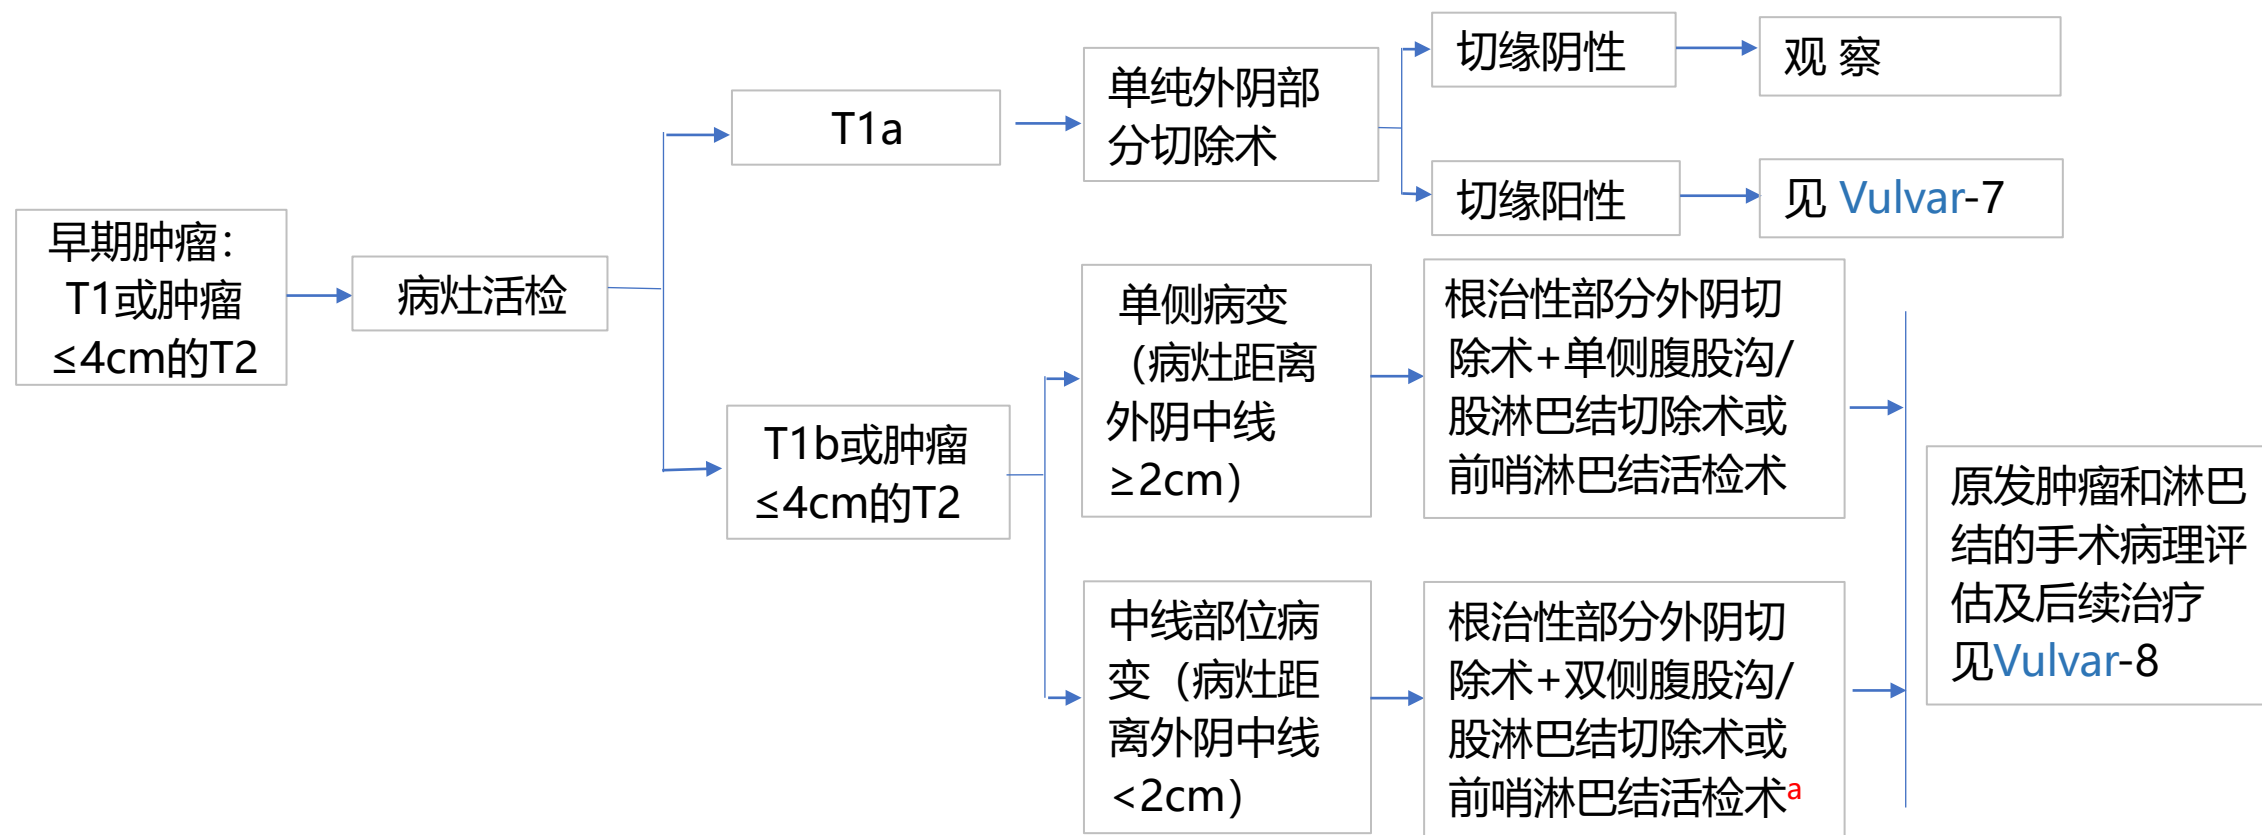 早期肿瘤：
T1或肿瘤
≤4cm的T2
病灶活检
T1a
单纯外阴部
分切除术
切缘阴性
观 察
切缘阳性
见 Vulvar-7
T1b或肿瘤
≤4cm的T2
单侧病变
（病灶距离
外阴中线
≥2cm）
根治性部分外阴切
除术+单侧腹股沟/
股淋巴结切除术或
前哨淋巴结活检术
中线部位病
变（病灶距
离外阴中线
<2cm）
根治性部分外阴切
除术+双侧腹股沟/
股淋巴结切除术或
前哨淋巴结活检术a
原发肿瘤和淋巴
结的手术病理评
估及后续治疗
见Vulvar-8